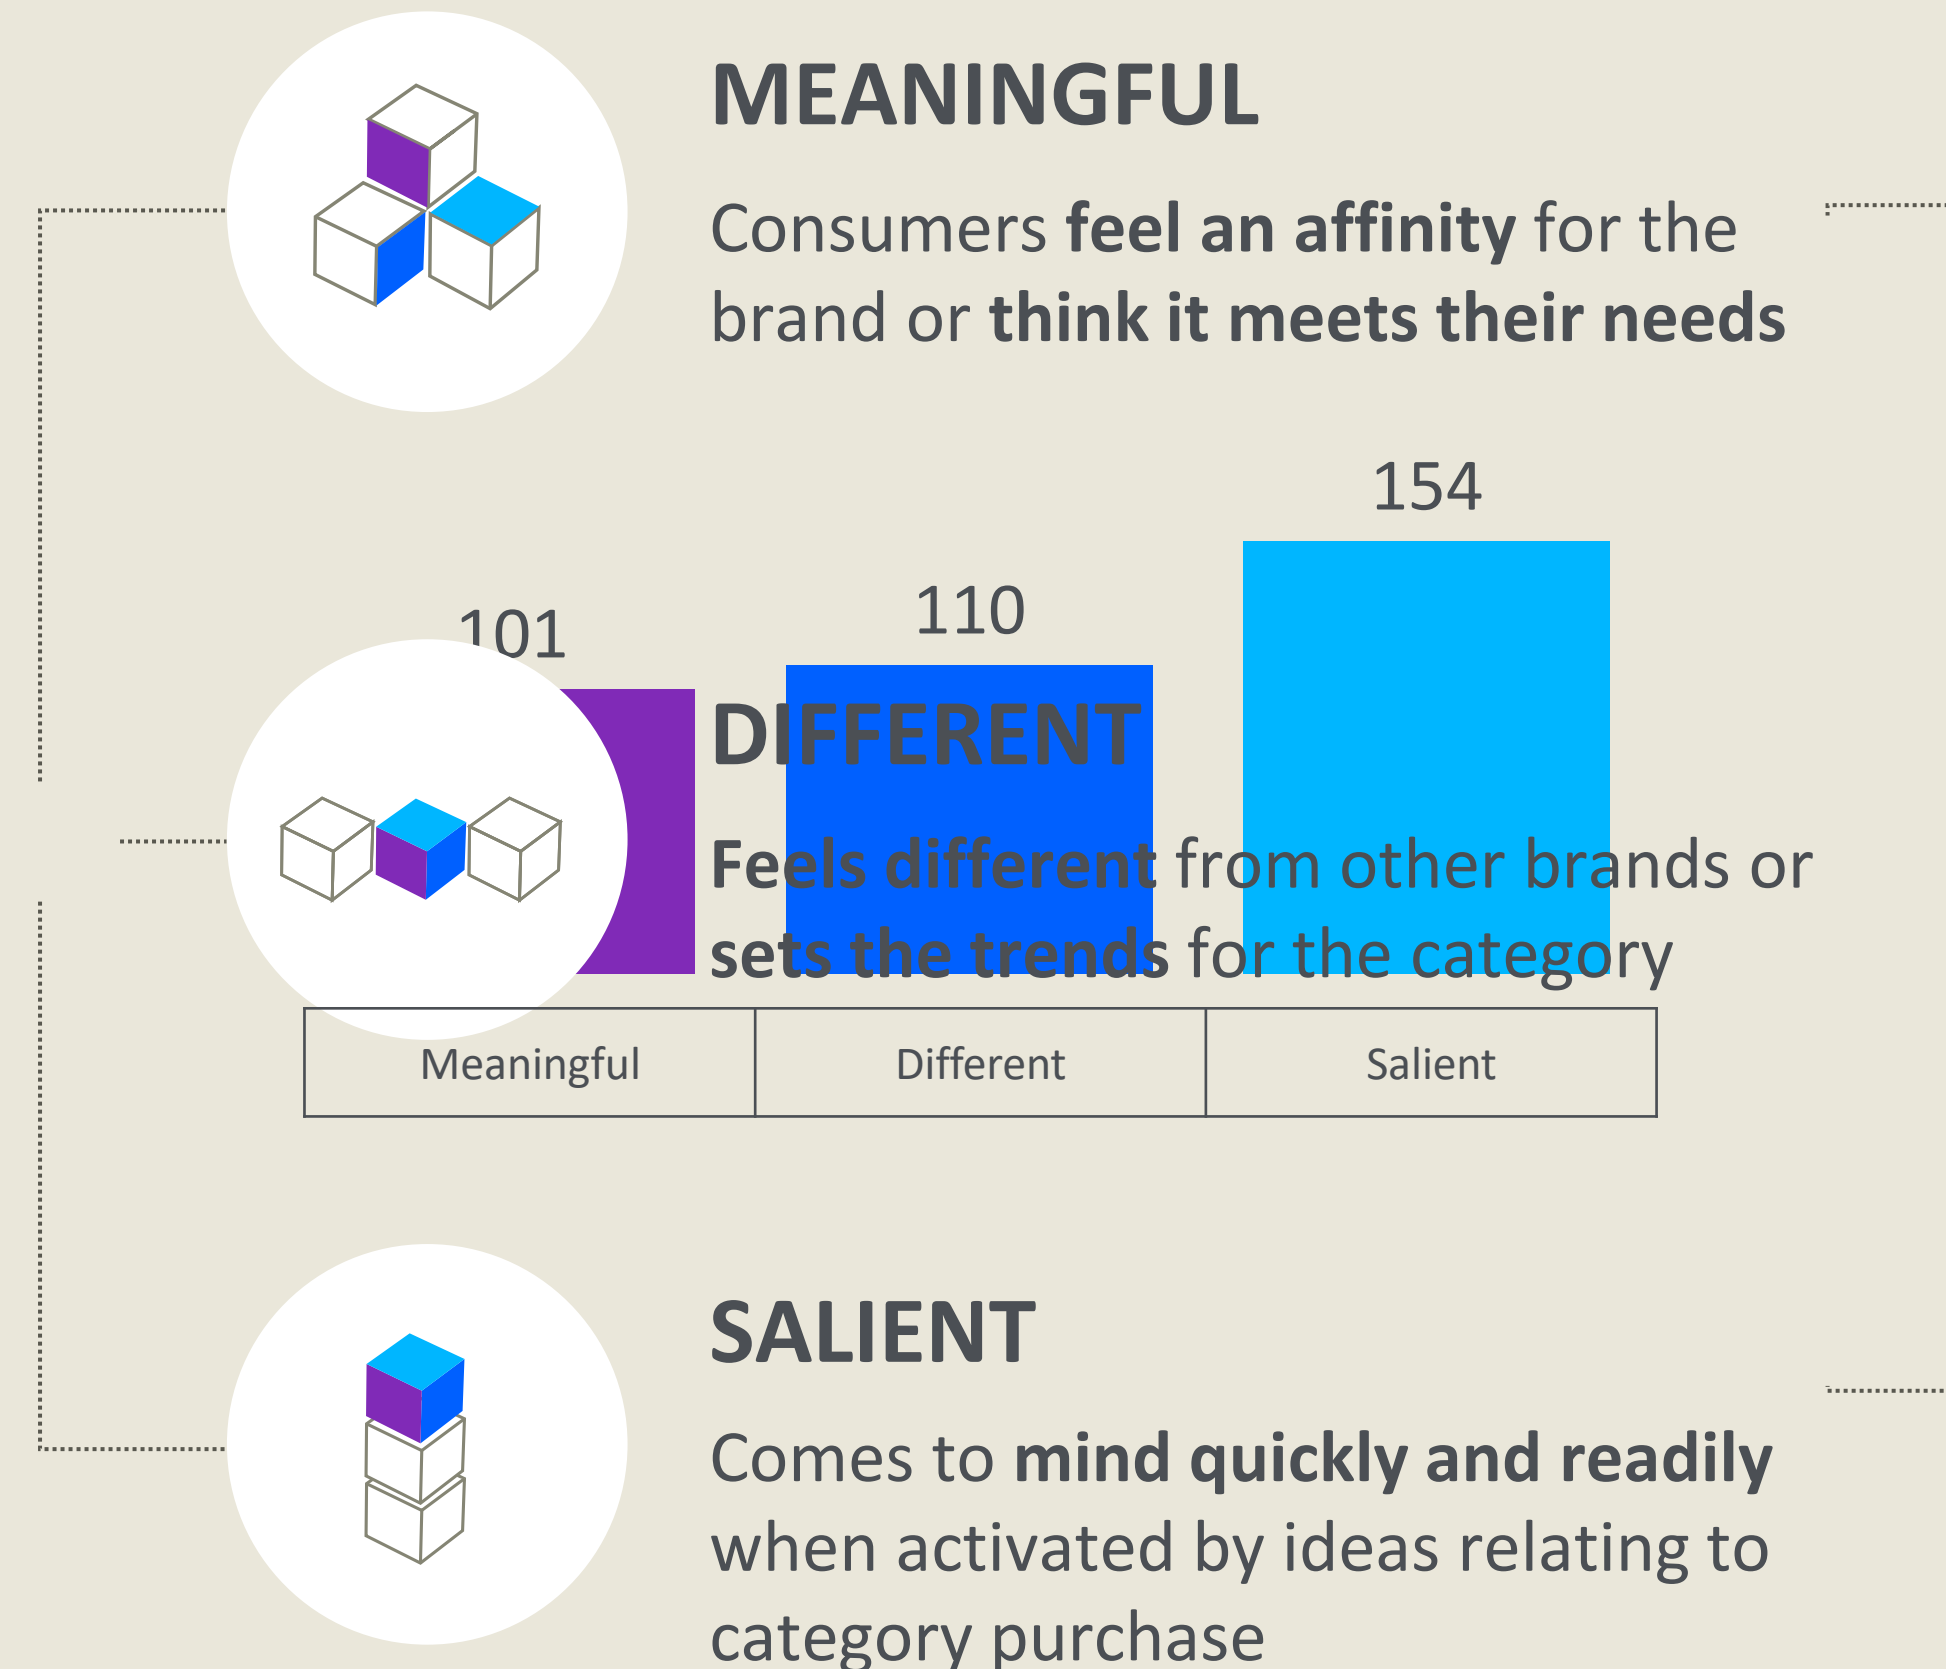 MEANINGFUL
Consumers feel an affinity for the
brand or think it meets their needs
154
110
101
DIFFERENT
Feels different from other brands or
sets the trends for the category
Meaningful
Different
Salient
SALIENT
Comes to mind quickly and readily
when activated by ideas relating to
category purchase